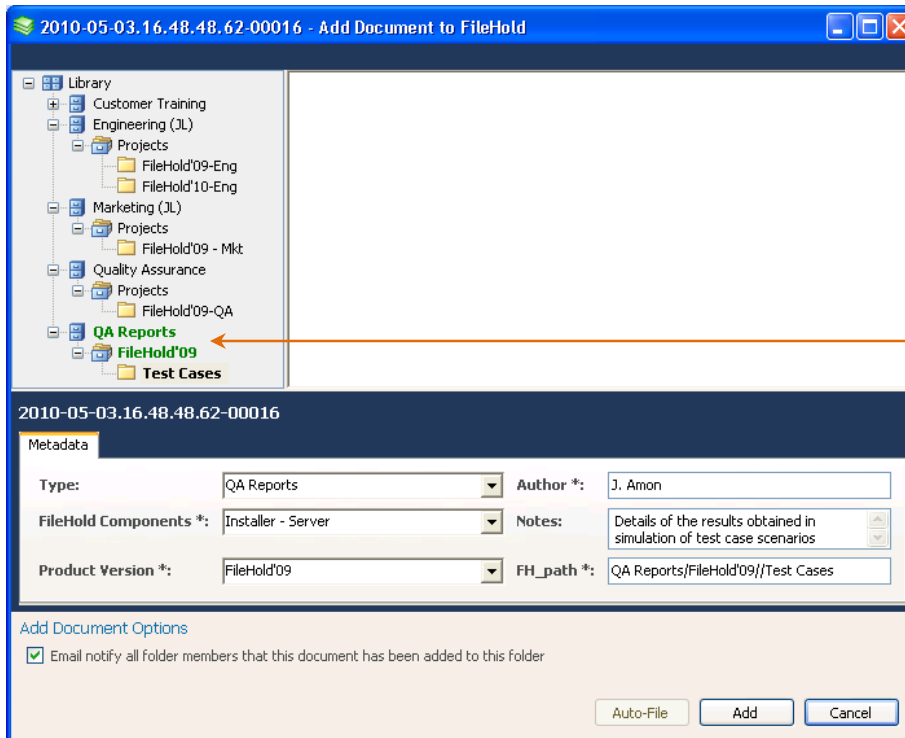 2010-05-03.16.48.48.62-00016 - Add Document to FileHold
Library
Customer Training
Engineering (JL)
Projects
FileHold'09-Eng
FileHold'10-Eng
Marketing (JL)
Projects
FileHold'09 - Mkt
Quality Assurance
Projects
FileHold'09-QA
QA Reports
FileHold'09
Test Cases
2010-05-03.16.48.48.62-00016
Metadata
Type: QA Reports Author *: J. Amon
FileHold Components *: Installer - Server Notes: Details of the results obtained in
simulation of test case scenarios
Product Version *: FileHold'09 FH_path *: QA Reports/FileHold'09//Test Cases
Add Document Options
Email notify all folder members that this document has been added to this folder
Auto-File Add Cancel